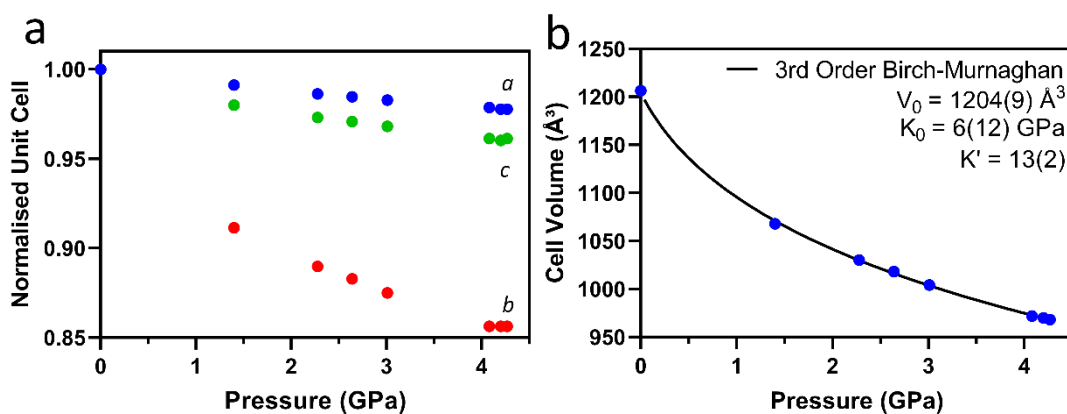 a
Normalised Unit Cell
1.00
0.95
0.90
0.85
a
c
b
0
1
2
3
4
Pressure (GPa)
b
Cell Volume (Å³)
1250
1200
1150
1100
1050
1000
950
3rd Order Birch-Murnaghan
V₀ = 1204(9) Å³
K₀ = 6(12) GPa
K' = 13(2)
0
1
2
3
4
Pressure (GPa)